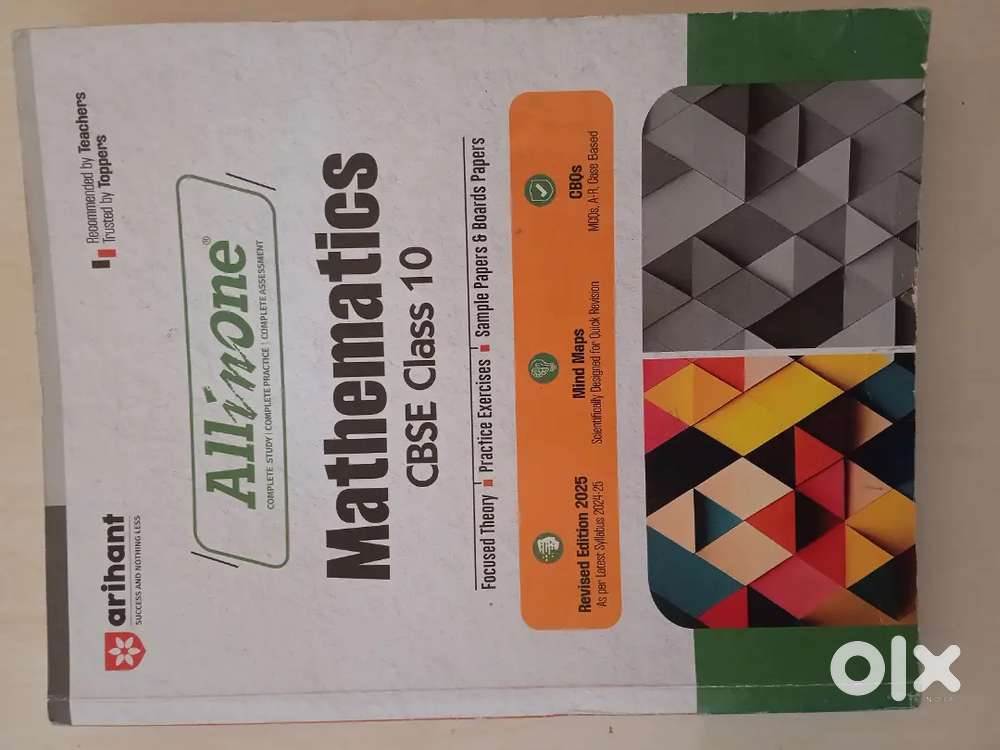 arihant
SUCCESS AND NOTHING LESS
Recommended by Teachers
Trusted by Toppers
All in one®
COMPLETE STUDY | COMPLETE PRACTICE | COMPLETE ASSESSMENT
Mathematics
CBSE Class 10
Focused Theory ▪ Practice Exercises ▪ Sample Papers & Boards Papers
Revised Edition 2025
As per Latest Syllabus 2024-25
Mind Maps
Scientifically Designed for Quick Revision
CBQs
MCQs, A-R, Case Based
olx